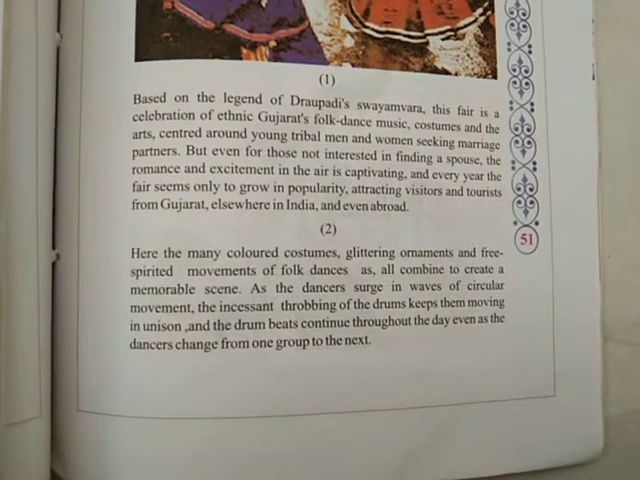 (1)
Based on the legend of Draupadi's swayamvara, this fair is a
celebration of ethnic Gujarat's folk-dance music, costumes and the
arts, centred around young tribal men and women seeking marriage
partners. But even for those not interested in finding a spouse, the
romance and excitement in the air is captivating, and every year the
fair seems only to grow in popularity, attracting visitors and tourists
from Gujarat, elsewhere in India, and even abroad.
(2)
51
Here the many coloured costumes, glittering ornaments and free-
spirited movements of folk dances as, all combine to create a
memorable scene. As the dancers surge in waves of circular
movement, the incessant throbbing of the drums keeps them moving
in unison ,and the drum beats continue throughout the day even as the
dancers change from one group to the next.